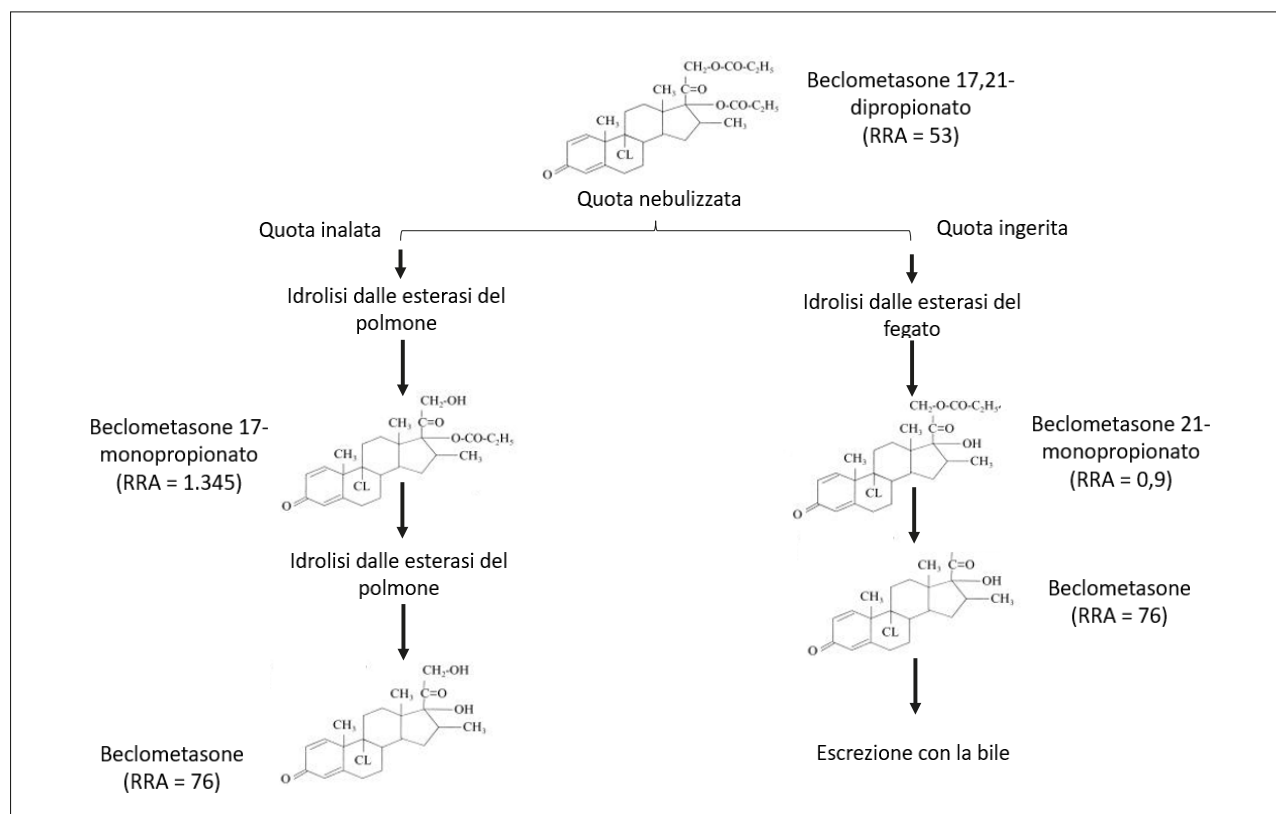 CH₂-O-CO-C₂H₅
CH₃ C=O
O-CO-C₂H₅
CH₃
CH₃
CL
O
Beclometasone 17,21-
dipropionato
(RRA = 53)
Quota nebulizzata
Quota inalata
Quota ingerita
Idrolisi dalle esterasi del
polmone
Idrolisi dalle esterasi del
fegato
Beclometasone 17-
monopropionato
(RRA = 1.345)
CH₂-OH
CH₃ C=O
O-CO-C₂H₅
CH₃
CH₃
CL
O
CH₂-O-CO-C₂H₅,
CH₃ C=O
OH
CH₃
CH₃
CL
O
Beclometasone 21-
monopropionato
(RRA = 0,9)
Idrolisi dalle esterasi del
polmone
C=O
CH₃
OH
CH₃
CH₃
CL
O
Beclometasone
(RRA = 76)
CH₂-OH
CH₃ C=O
OH
CH₃
CH₃
CL
O
Beclometasone
(RRA = 76)
Escrezione con la bile